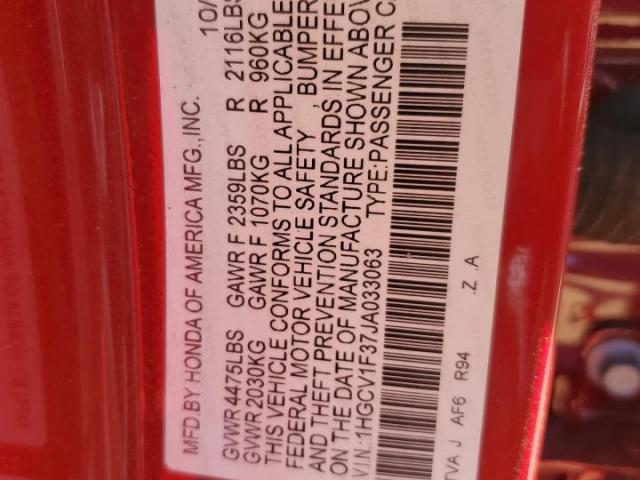 MFD.BY HONDA OF AMERICA MFG.,INC. 10/
GVWR 4475LBS GAWR F 2359LBS R 2116LBS
GVWR 2030KG GAWR F 1070KG R 960KG
THIS VEHICLE CONFORMS TO ALL APPLICABLE
FEDERAL MOTOR VEHICLE SAFETY , BUMPER
AND THEFT PREVENTION STANDARDS IN EFFE
ON THE DATE OF MANUFACTURE SHOWN ABOV
V.I.N.:1HGCV1F37JA033063 TYPE:PASSENGER CA
TVA J AF6 R94 .Z .A